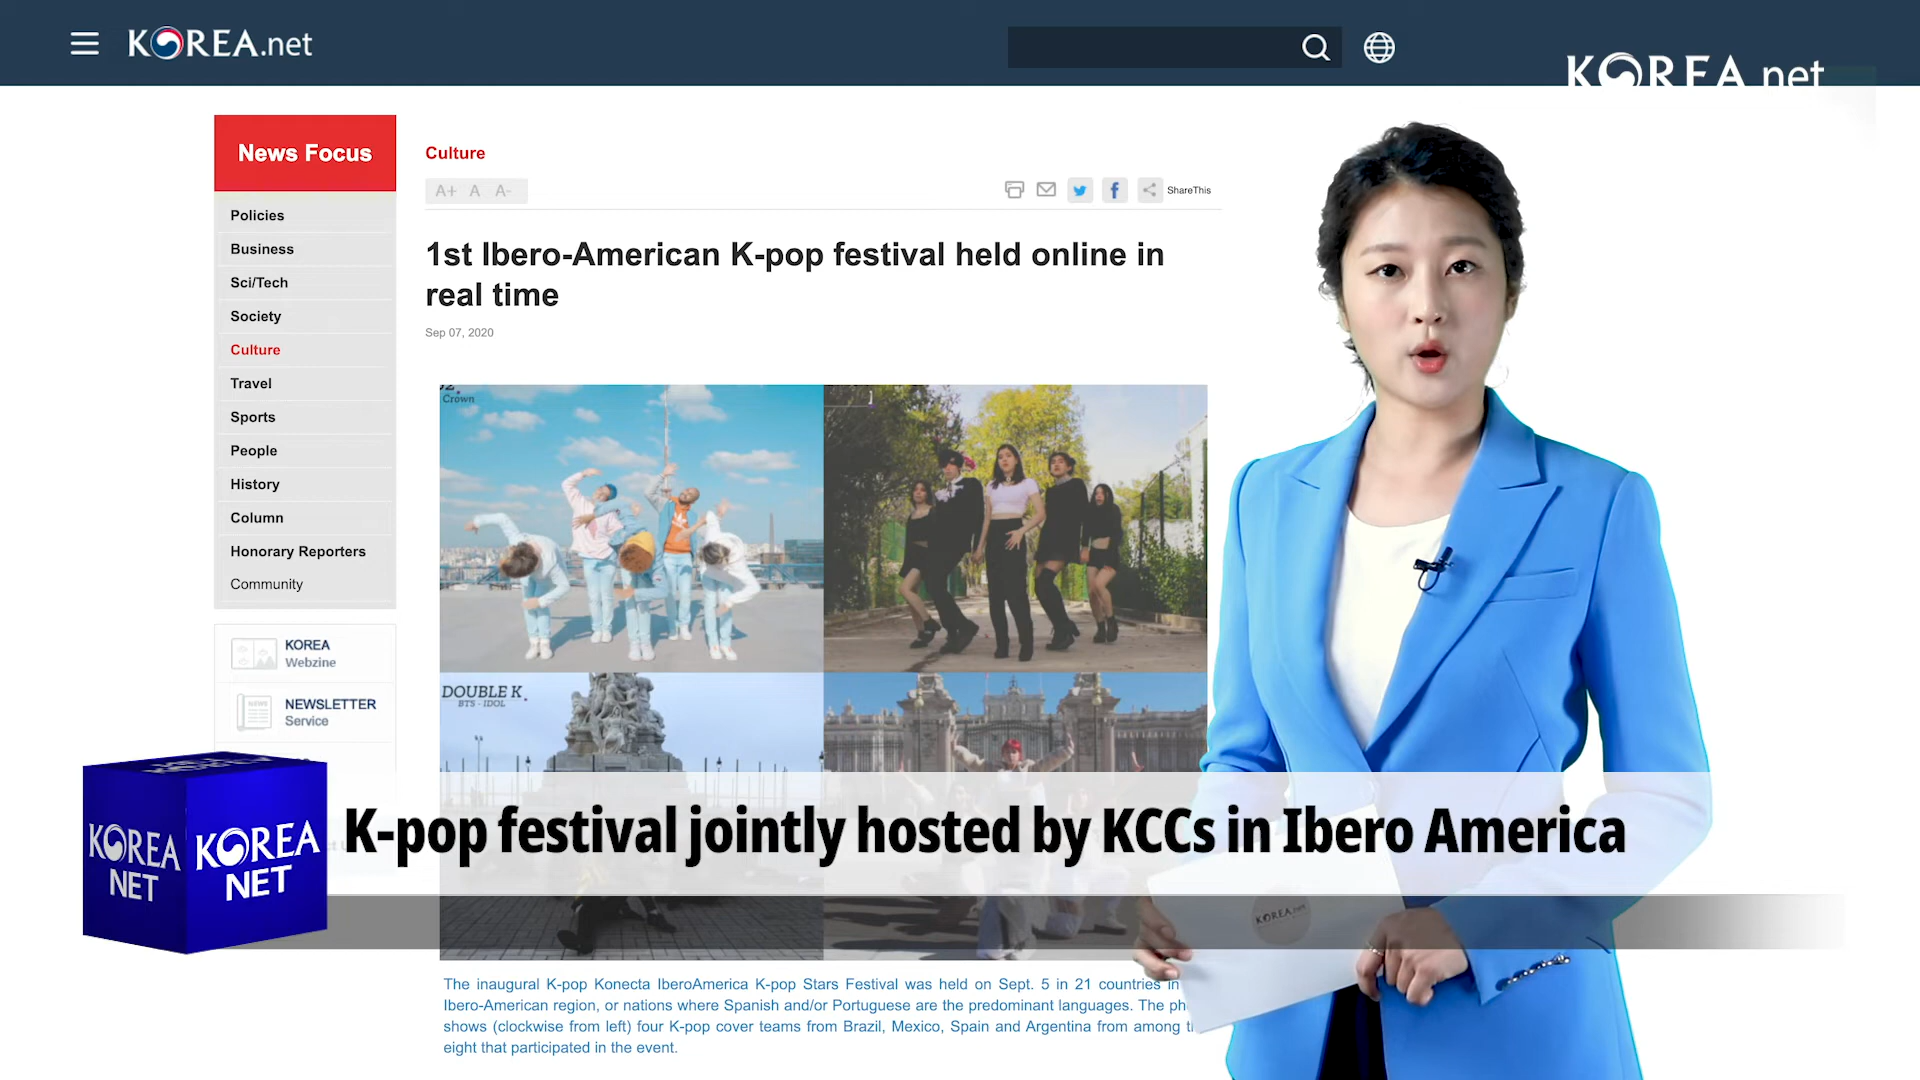 KOREA.net
KOREA.net
News Focus
Policies
Business
Sci/Tech
Society
Culture
Travel
Sports
People
History
Column
Honorary Reporters
Community
KOREA
Webzine
NEWSLETTER
Service
Culture
A+ A A-
ShareThis
1st Ibero-American K-pop festival held online in
real time
Sep 07, 2020
Crown
DOUBLE K.
BTS - IDOL
KOREA
NET
KOREA
NET
K-pop festival jointly hosted by KCCs in Ibero America
KOREA.net
The inaugural K-pop Konecta IberoAmerica K-pop Stars Festival was held on Sept. 5 in 21 countries in
Ibero-American region, or nations where Spanish and/or Portuguese are the predominant languages. The
shows (clockwise from left) four K-pop cover teams from Brazil, Mexico, Spain and Argentina from among
eight that participated in the event.